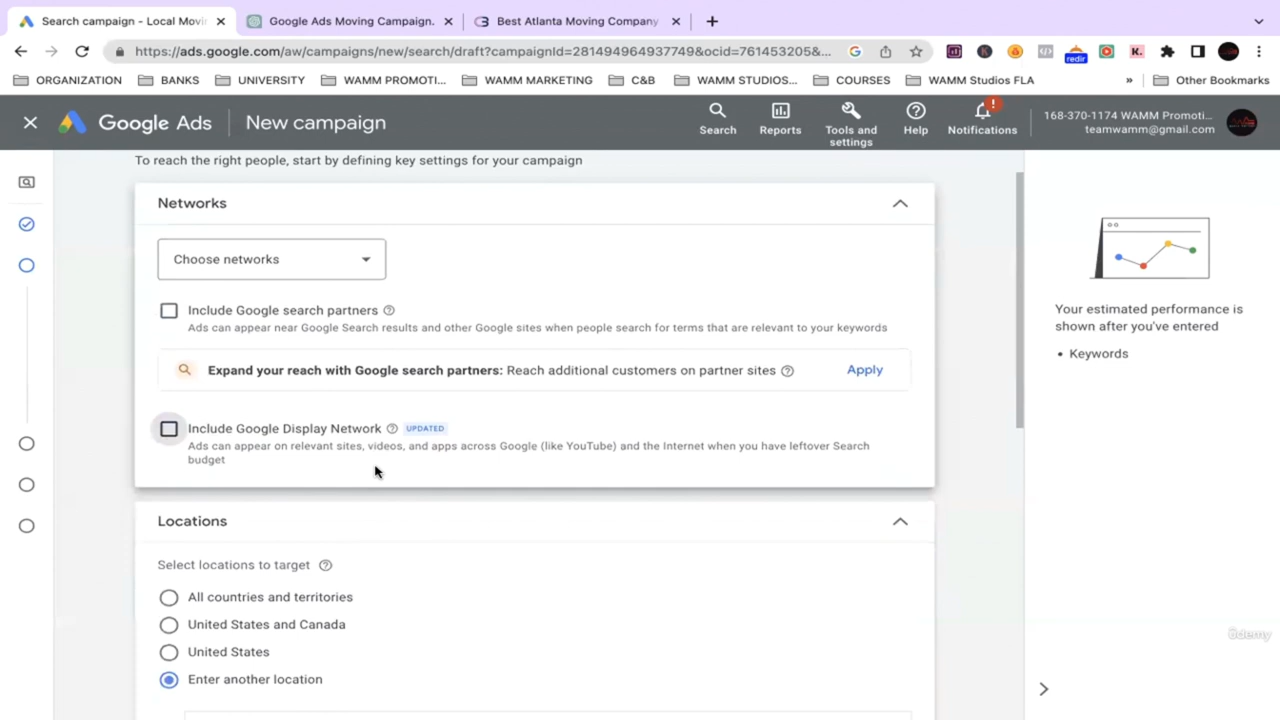 Search campaign - Local Movi
Google Ads Moving Campaign.
Best Atlanta Moving Company
https://ads.google.com/aw/campaigns/new/search/draft?campaignId=281494964937749&ocid=761453205&...
redir
ORGANIZATION
BANKS
UNIVERSITY
WAMM PROMOTI...
WAMM MARKETING
C&B
WAMM STUDIOS...
COURSES
WAMM Studios FLA
»
Other Bookmarks
Google Ads
New campaign
Search
Reports
Tools and
settings
Help
Notifications
168-370-1174 WAMM Promoti...
teamwamm@gmail.com
To reach the right people, start by defining key settings for your campaign
Networks
Choose networks
Include Google search partners
Ads can appear near Google Search results and other Google sites when people search for terms that are relevant to your keywords
Expand your reach with Google search partners: Reach additional customers on partner sites
Apply
Include Google Display Network UPDATED
Ads can appear on relevant sites, videos, and apps across Google (like YouTube) and the Internet when you have leftover Search
budget
Locations
Select locations to target
All countries and territories
United States and Canada
United States
Enter another location
Your estimated performance is
shown after you've entered
• Keywords
ûdemy